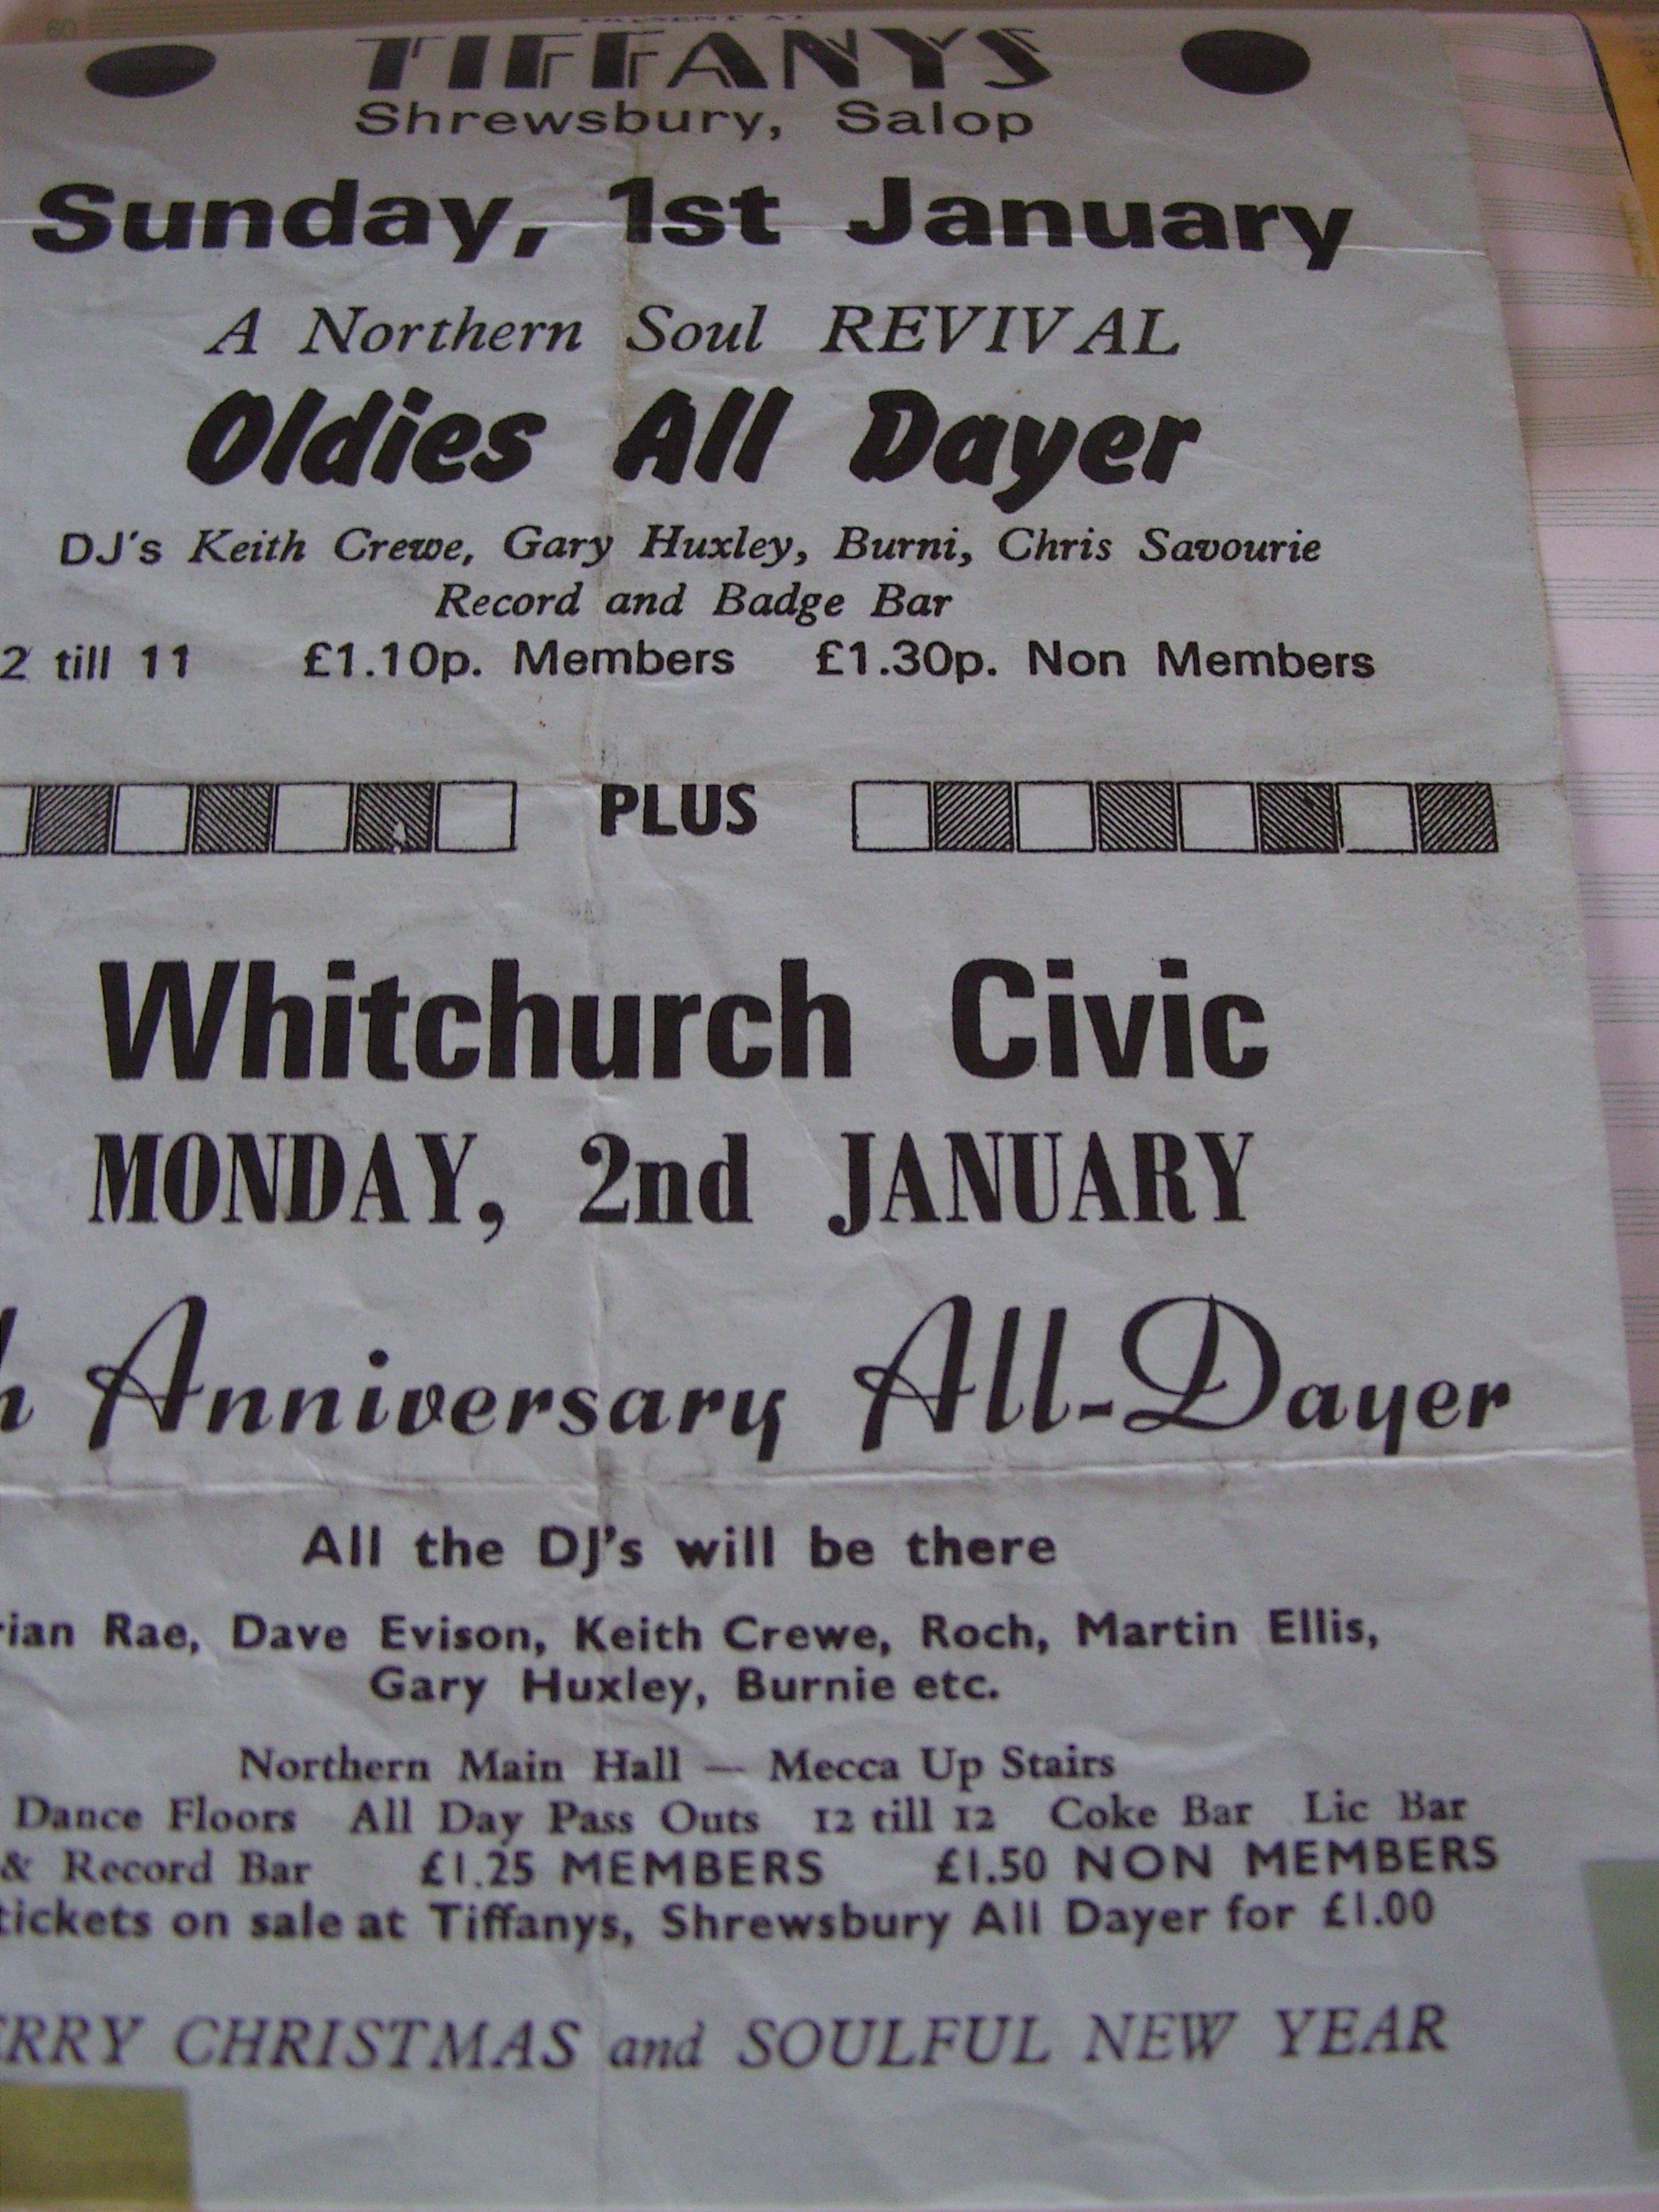 PRESENT AT
TIFFANYS
Shrewsbury, Salop
Sunday, 1st January
A Northern Soul REVIVAL
Oldies All Dayer
DJ's Keith Crewe, Gary Huxley, Burni, Chris Savourie
Record and Badge Bar
2 till 11 £1.10p. Members £1.30p. Non Members
PLUS
Whitchurch Civic
MONDAY, 2nd JANUARY
h Anniversary All-Dayer
All the DJ's will be there
rian Rae, Dave Evison, Keith Crewe, Roch, Martin Ellis,
Gary Huxley, Burnie etc.
Northern Main Hall — Mecca Up Stairs
Dance Floors All Day Pass Outs 12 till 12 Coke Bar Lic Bar
& Record Bar £1.25 MEMBERS £1.50 NON MEMBERS
tickets on sale at Tiffanys, Shrewsbury All Dayer for £1.00
ERRY CHRISTMAS and SOULFUL NEW YEAR